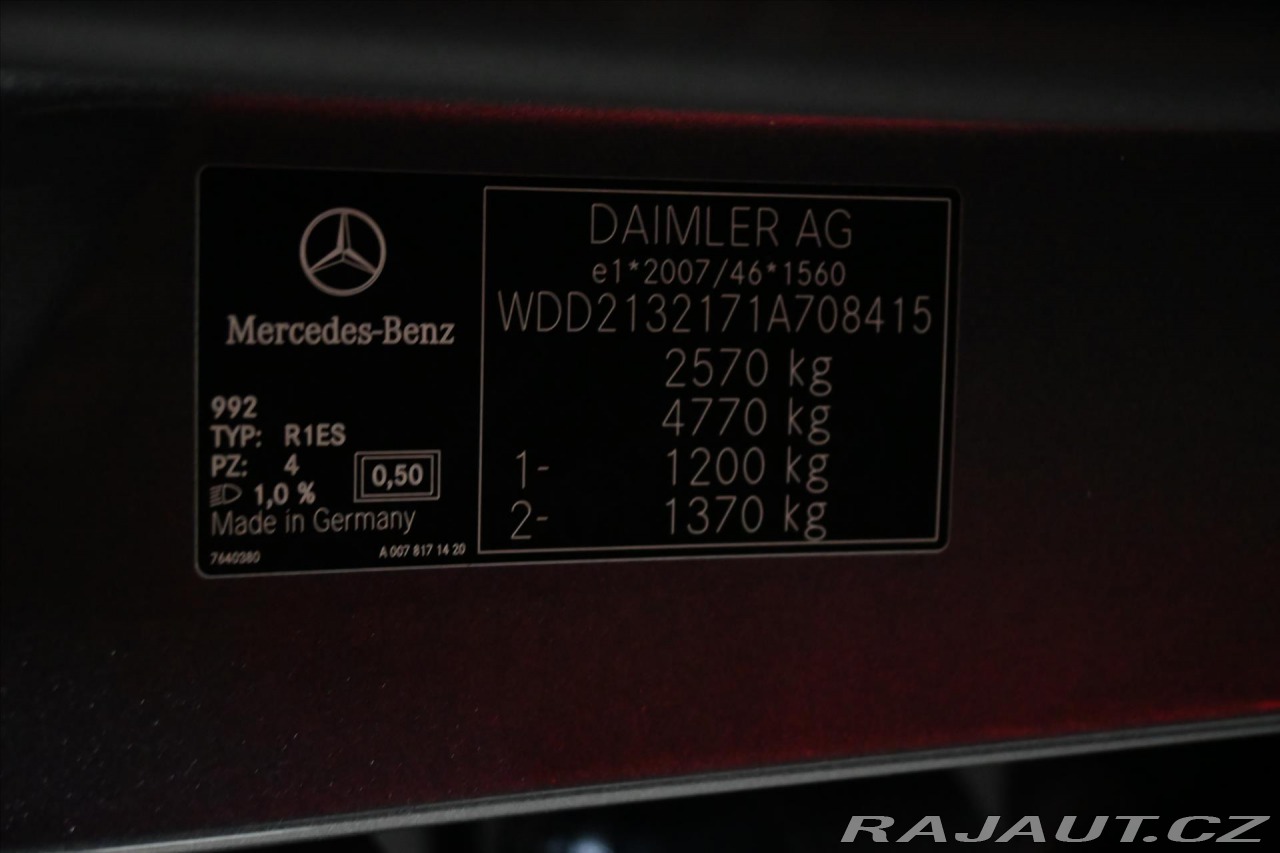 Mercedes-Benz
992
TYP: R1ES
PZ: 4
1,0 %
0,50
Made in Germany
7640380
A 007 817 14 20
DAIMLER AG
e1*2007/46*1560
WDD2132171A708415
2570 kg
4770 kg
1- 1200 kg
2- 1370 kg
RAJAUT.CZ